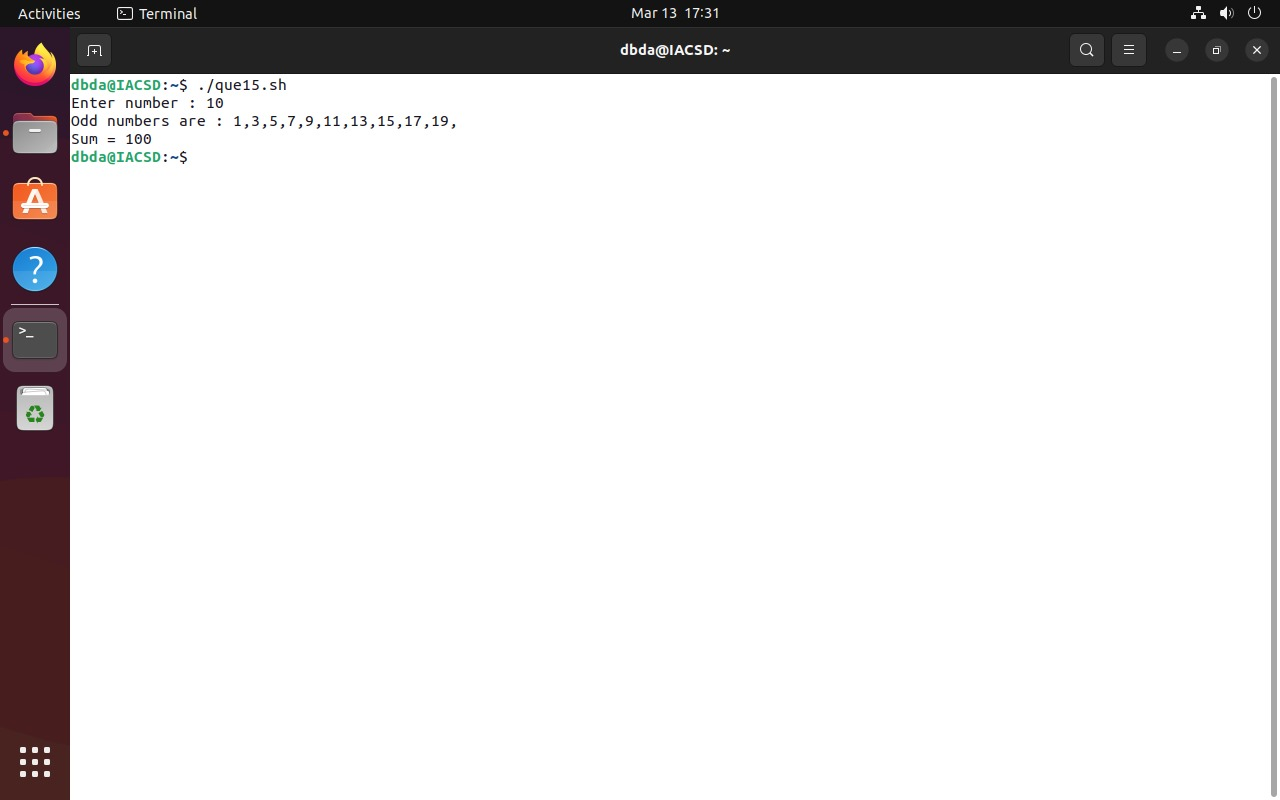 Activities Terminal Mar 13 17:31
dbda@IACSD: ~
dbda@IACSD:~$ ./que15.sh
Enter number : 10
Odd numbers are : 1,3,5,7,9,11,13,15,17,19,
Sum = 100
dbda@IACSD:~$